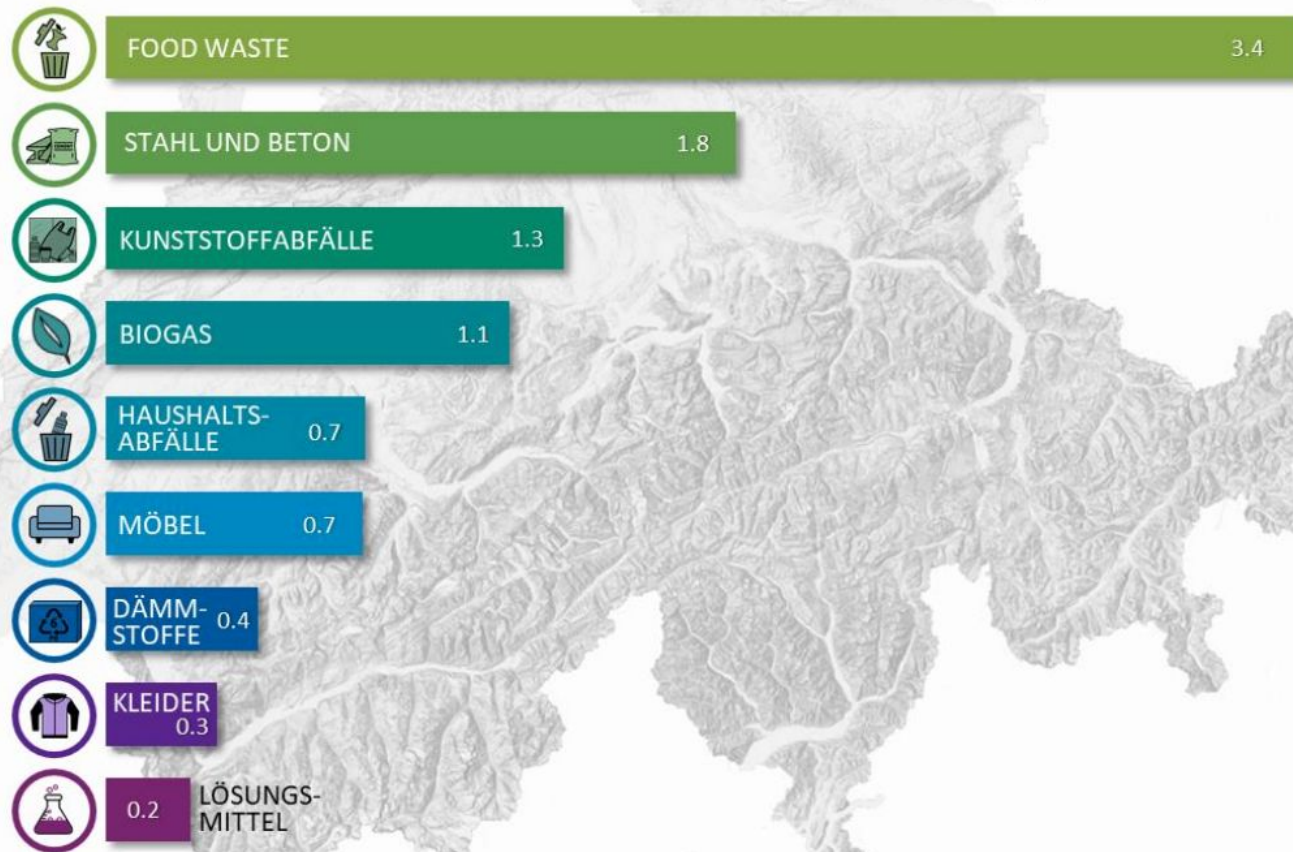 FOOD WASTE 3.4
STAHL UND BETON 1.8
KUNSTSTOFFABFÄLLE 1.3
BIOGAS 1.1
HAUSHALTS-
ABFÄLLE 0.7
MÖBEL 0.7
DÄMM-
STOFFE 0.4
KLEIDER
0.3
0.2 LÖSUNGS-
MITTEL